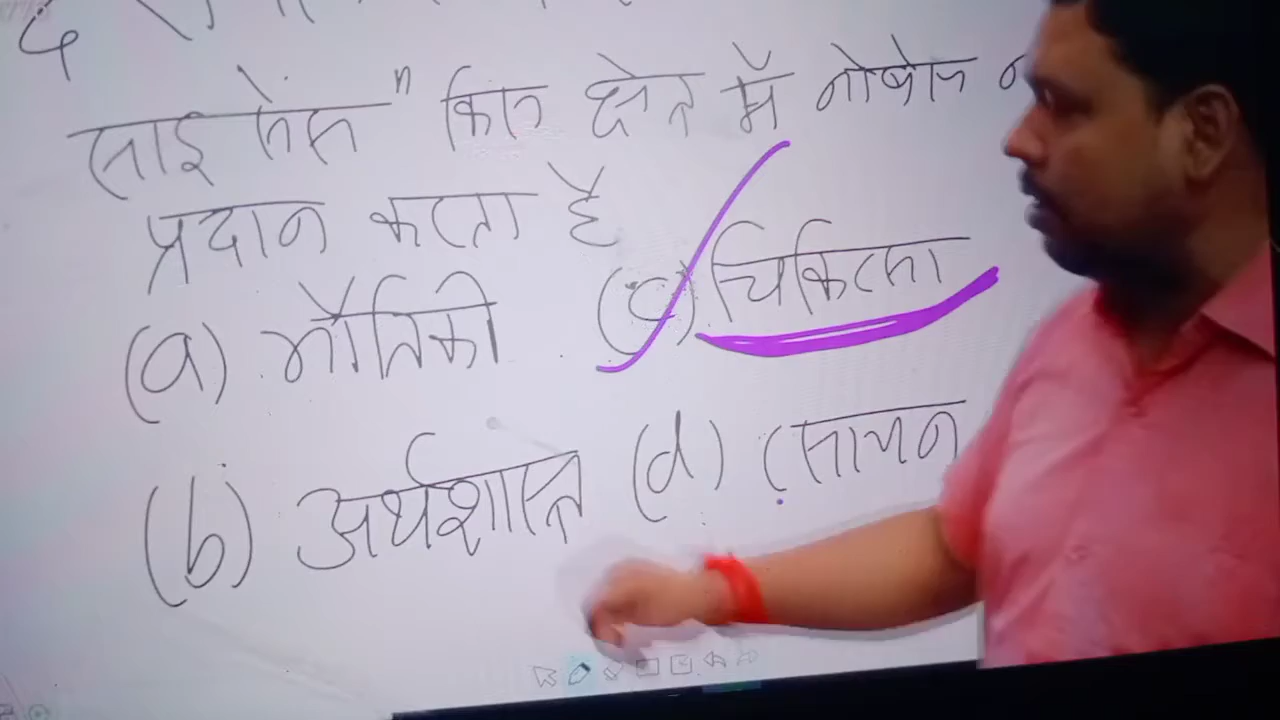 साइंसेस" किस क्षेत्र में नोबेल
प्रदान करता है
(a) भौतिकी (c) चिकित्सा
(b) अर्थशास्त्र (d) रसायन